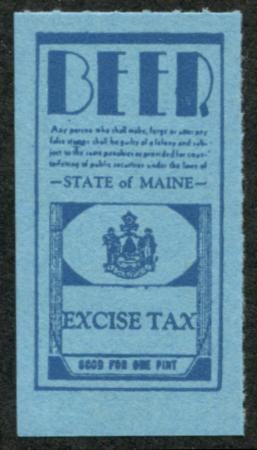 BEER
Any person who shall make, forge or utter any
false stamps shall be guilty of a felony and sub-
ject to the same penalties as provided for coun-
terfeiting of public securities under the laws of
—STATE of MAINE—
EXCISE TAX
GOOD FOR ONE PINT